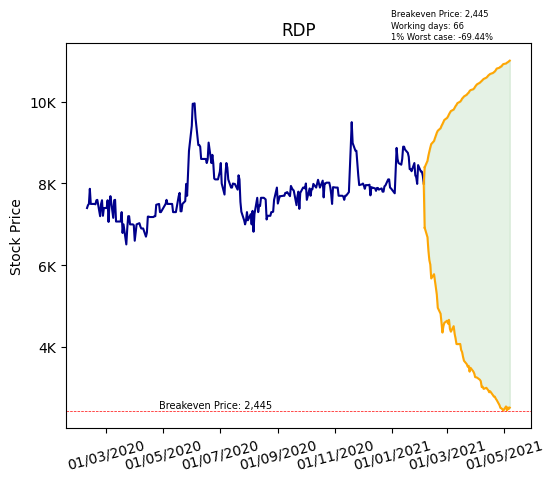 Breakeven Price: 2,445
Working days: 66
1% Worst case: -69.44%
RDP
Stock Price
10K
8K
6K
4K
Breakeven Price: 2,445
01/03/2020
01/05/2020
01/07/2020
01/09/2020
01/11/2020
01/01/2021
01/03/2021
01/05/2021